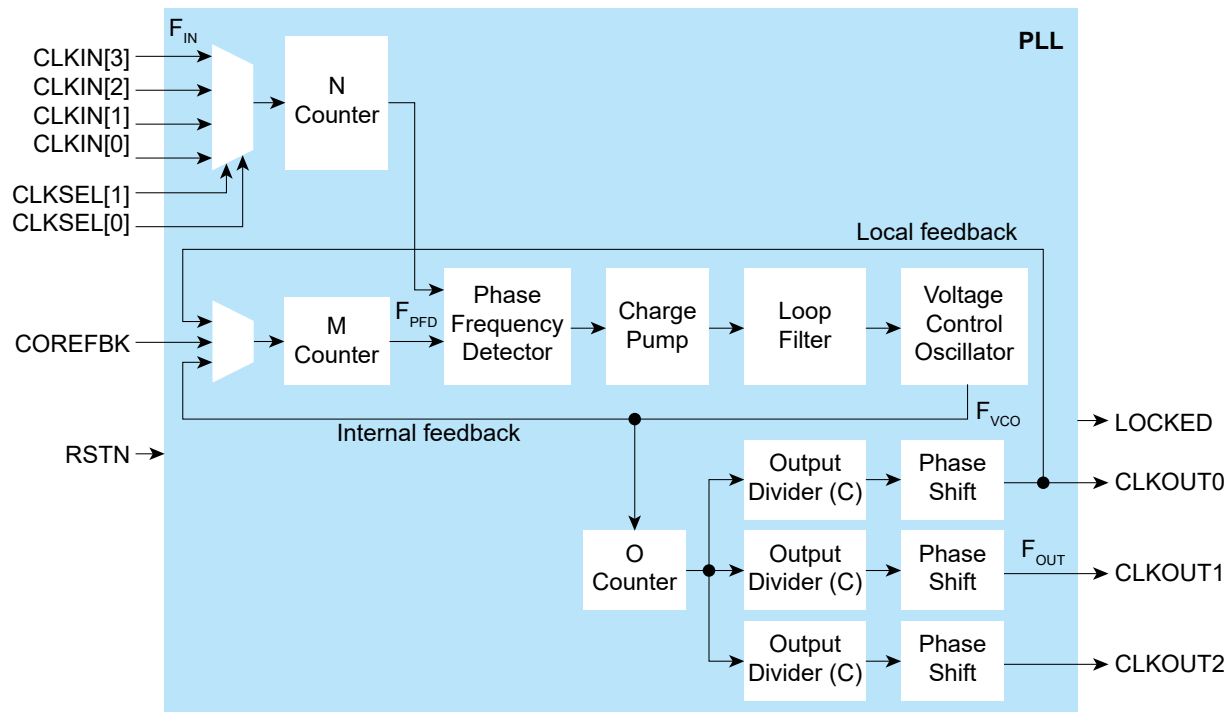 PLL
F_IN
CLKIN[3]
CLKIN[2]
CLKIN[1]
CLKIN[0]
CLKSEL[1]
CLKSEL[0]
N
Counter
Local feedback
COREFBK
M
Counter
F_PFD
Phase
Frequency
Detector
Charge
Pump
Loop
Filter
Voltage
Control
Oscillator
Internal feedback
F_VCO
RSTN
LOCKED
O
Counter
Output
Divider (C)
Phase
Shift
CLKOUT0
Output
Divider (C)
Phase
Shift
F_OUT
CLKOUT1
Output
Divider (C)
Phase
Shift
CLKOUT2